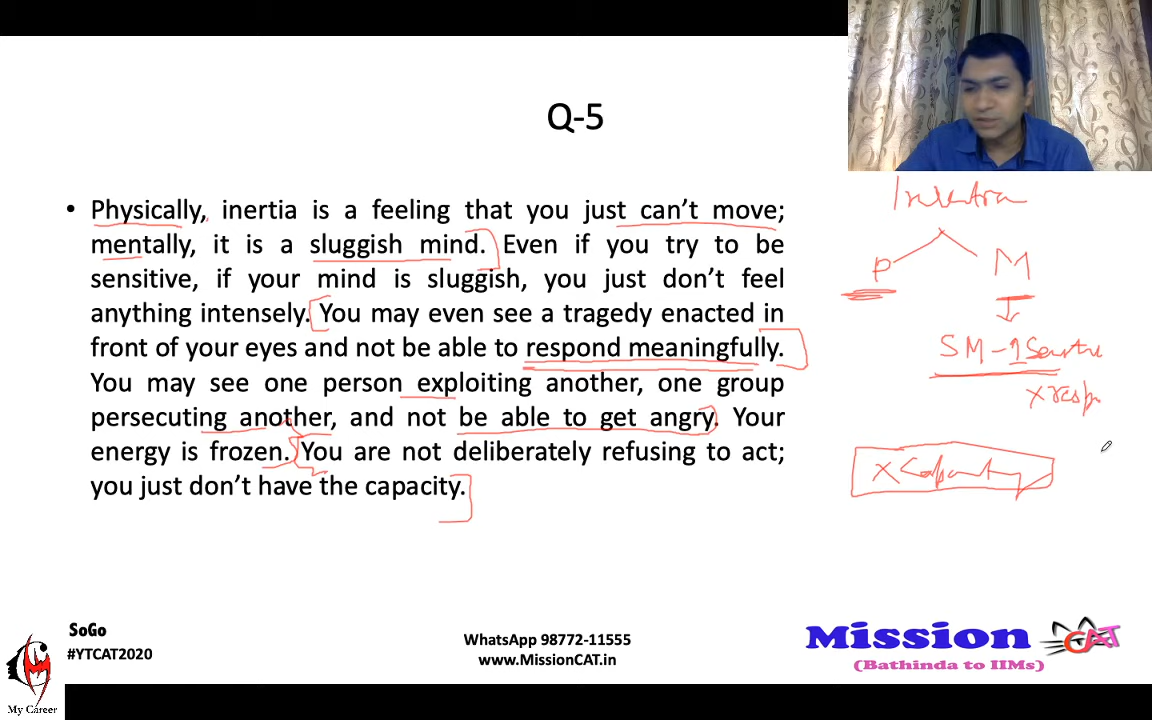 Q-5
• Physically, inertia is a feeling that you just can’t move;
mentally, it is a sluggish mind. Even if you try to be
sensitive, if your mind is sluggish, you just don’t feel
anything intensely. You may even see a tragedy enacted in
front of your eyes and not be able to respond meaningfully.
You may see one person exploiting another, one group
persecuting another, and not be able to get angry. Your
energy is frozen. You are not deliberately refusing to act;
you just don’t have the capacity.
P
M
SM -
SoGo
#YTCAT2020
WhatsApp 98772-11555
www.MissionCAT.in
Mission CAT
(Bathinda to IIMs)
My Career